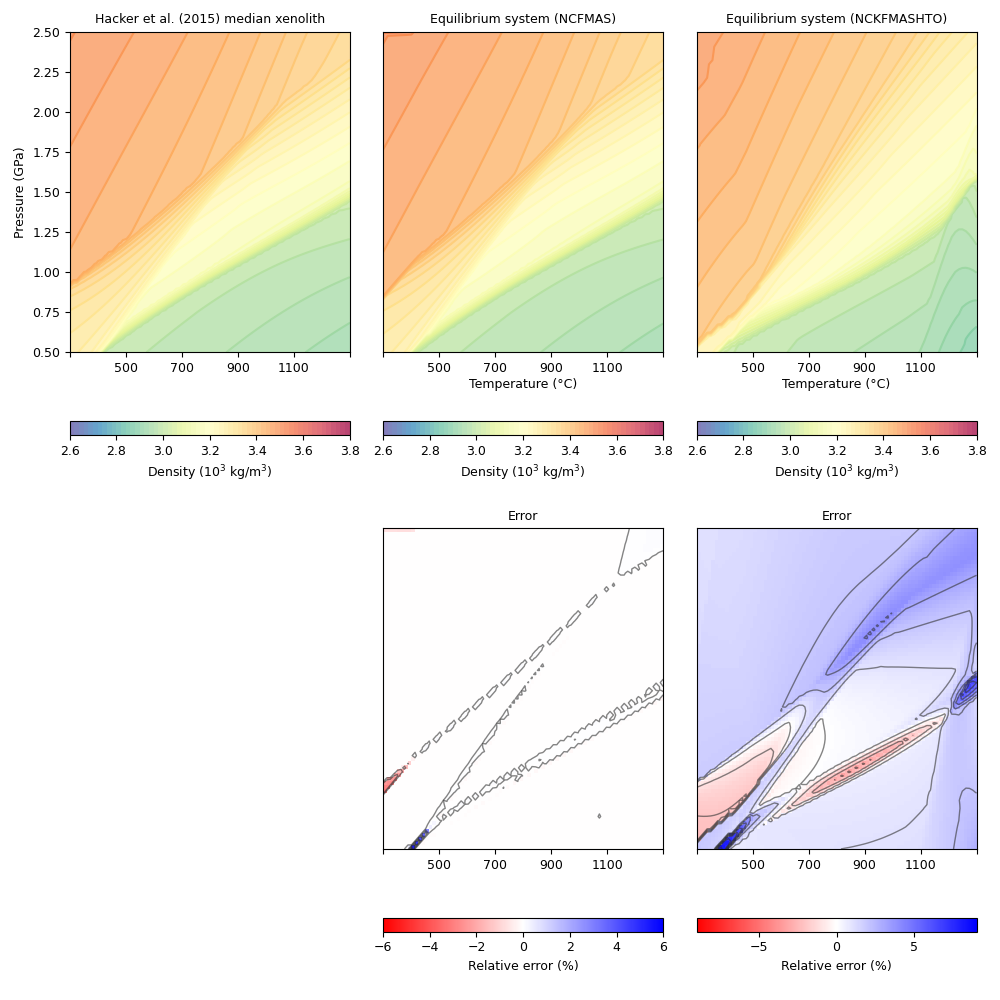 Hacker et al. (2015) median xenolith
Equilibrium system (NCFMAS)
Equilibrium system (NCKFMASHTO)
Pressure (GPa)
2.50
2.25
2.00
1.75
1.50
1.25
1.00
0.75
0.50
500 700 900 1100
500 700 900 1100
500 700 900 1100
Temperature (°C)
Temperature (°C)
2.6 2.8 3.0 3.2 3.4 3.6 3.8
2.6 2.8 3.0 3.2 3.4 3.6 3.8
2.6 2.8 3.0 3.2 3.4 3.6 3.8
Density (10³ kg/m³)
Density (10³ kg/m³)
Density (10³ kg/m³)
Error
Error
500 700 900 1100
500 700 900 1100
−6 −4 −2 0 2 4 6
−5 0 5
Relative error (%)
Relative error (%)